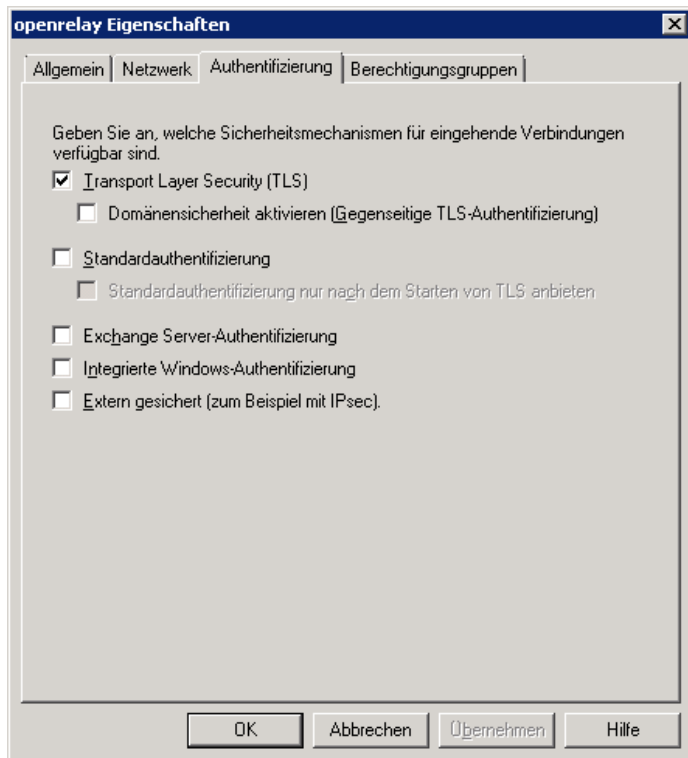 openrelay Eigenschaften
Allgemein Netzwerk Authentifizierung Berechtigungsgruppen
Geben Sie an, welche Sicherheitsmechanismen für eingehende Verbindungen
verfügbar sind.
Transport Layer Security (TLS)
Domänensicherheit aktivieren (Gegenseitige TLS-Authentifizierung)
Standardauthentifizierung
Standardauthentifizierung nur nach dem Starten von TLS anbieten
Exchange Server-Authentifizierung
Integrierte Windows-Authentifizierung
Extern gesichert (zum Beispiel mit IPsec).
OK Abbrechen Übernehmen Hilfe